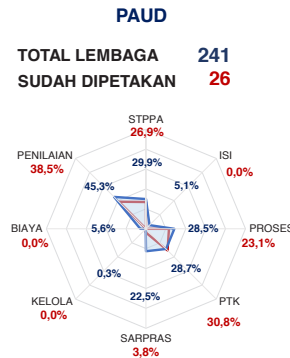 PAUD
TOTAL LEMBAGA 241
SUDAH DIPETAKAN 26
STPPA
26,9%
PENILAIAN
38,5%
ISI
0,0%
29,9%
45,3%
5,1%
BIAYA
0,0%
5,6%
28,5%
PROSES
23,1%
0,3%
28,7%
22,5%
KELOLA
0,0%
PTK
30,8%
SARPRAS
3,8%